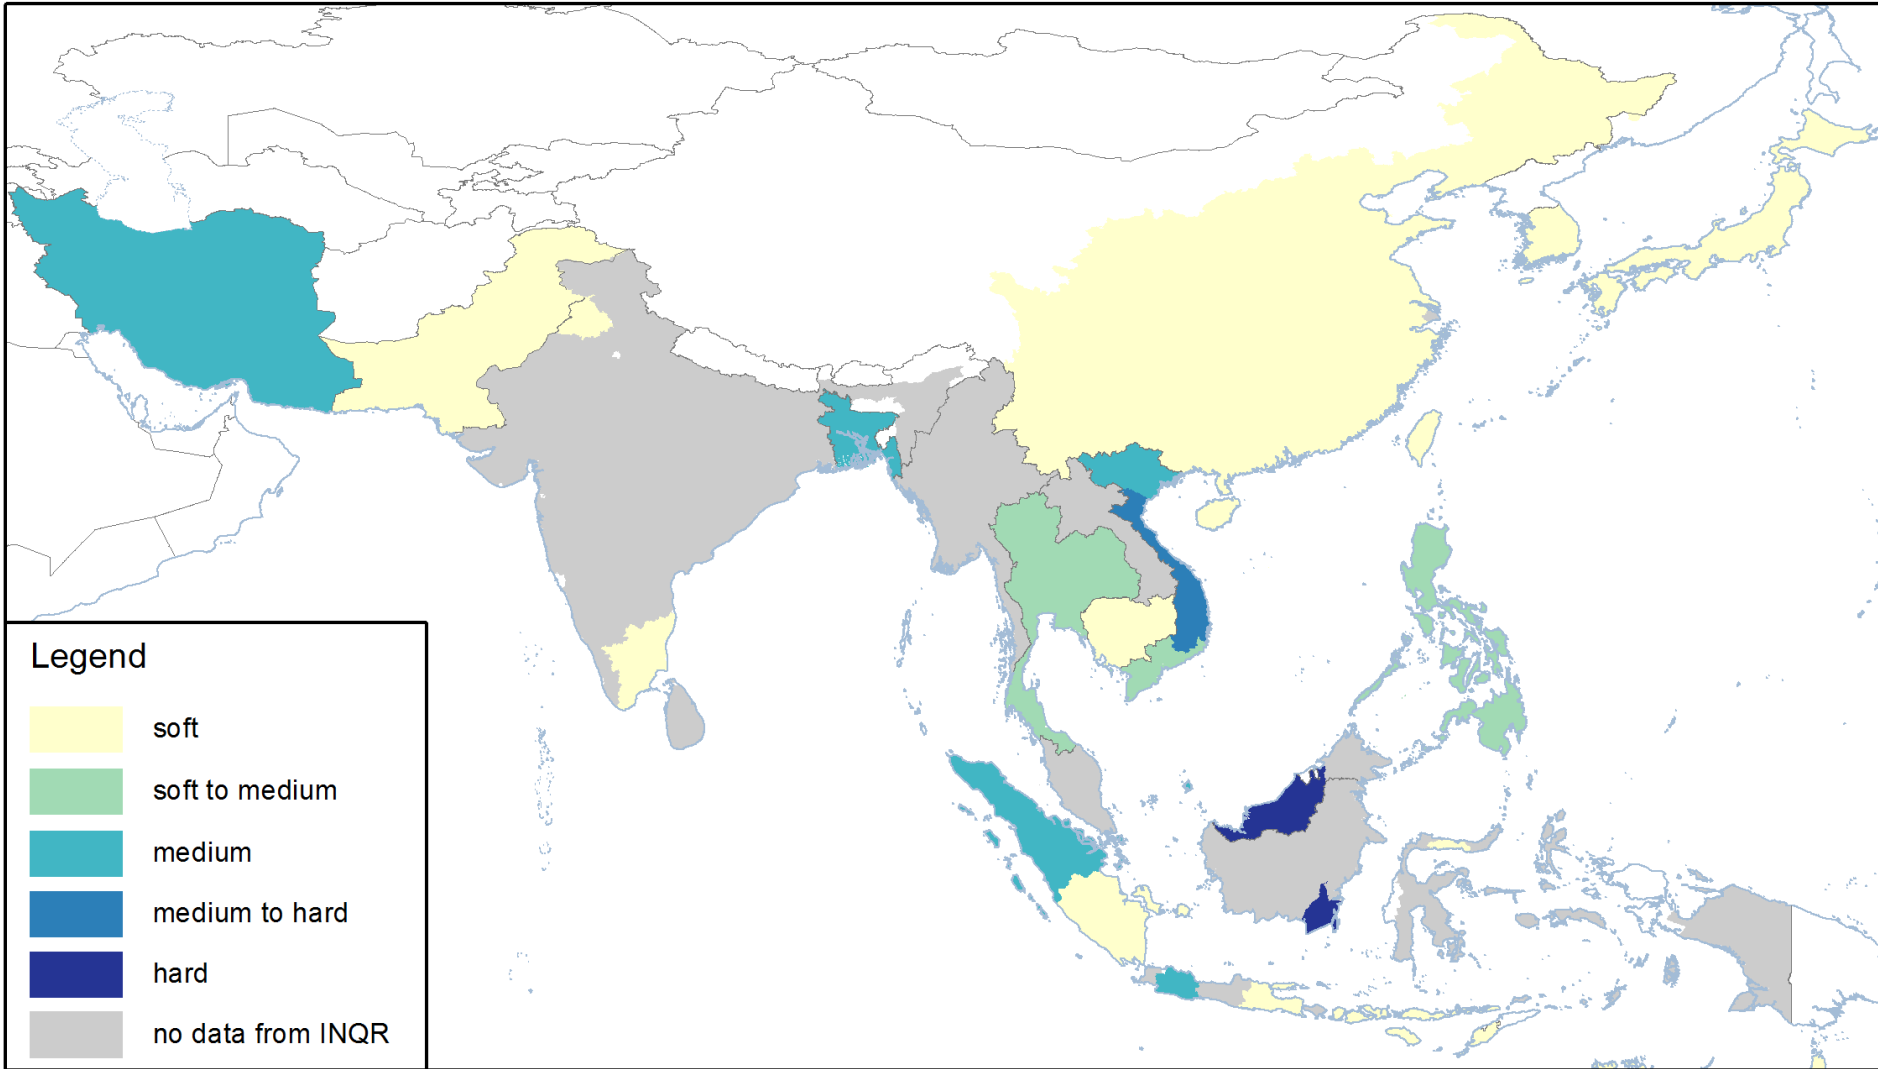 Legend
soft
soft to medium
medium
medium to hard
hard
no data from INQR